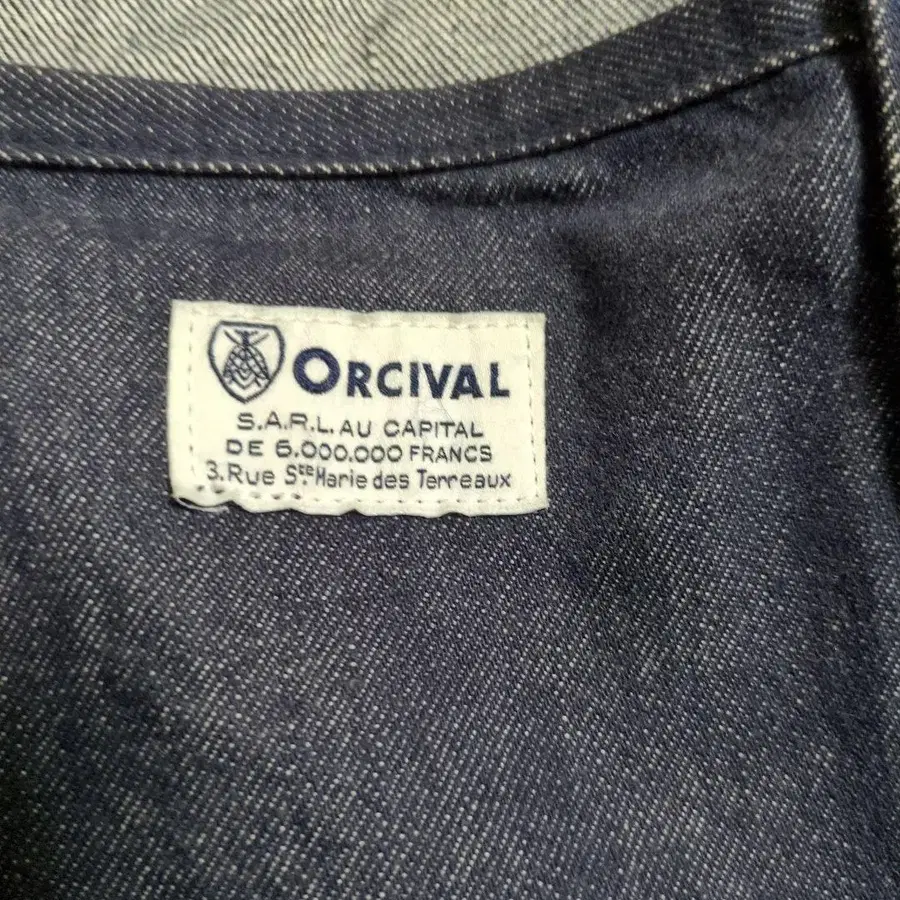 ORCIVAL
S.A.R.L. AU CAPITAL
DE 6.000.000 FRANCS
3.Rue Ste.Marie des Terreaux